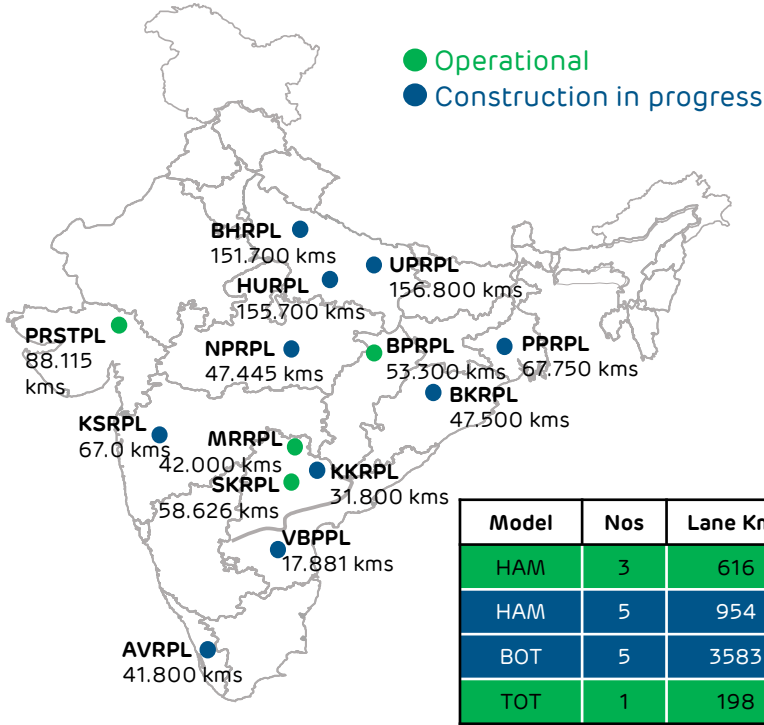 Operational
Construction in progress
BHRPL
151.700 kms
UPRPL
156.800 kms
HURPL
155.700 kms
PRSTPL
88.115
kms
NPRPL
47.445 kms
BPRPL
53.300 kms
PPRPL
67.750 kms
BKRPL
47.500 kms
KSRPL
67.0 kms
MRRPL
42.000 kms
KKRPL
31.800 kms
SKRPL
58.626 kms
VBPPL
17.881 kms
AVRPL
41.800 kms
Model Nos Lane Km
HAM 3 616
HAM 5 954
BOT 5 3583
TOT 1 198